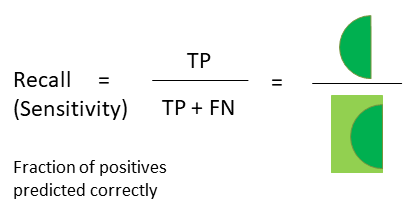 Recall = TP / TP + FN =
(Sensitivity)
Fraction of positives
predicted correctly